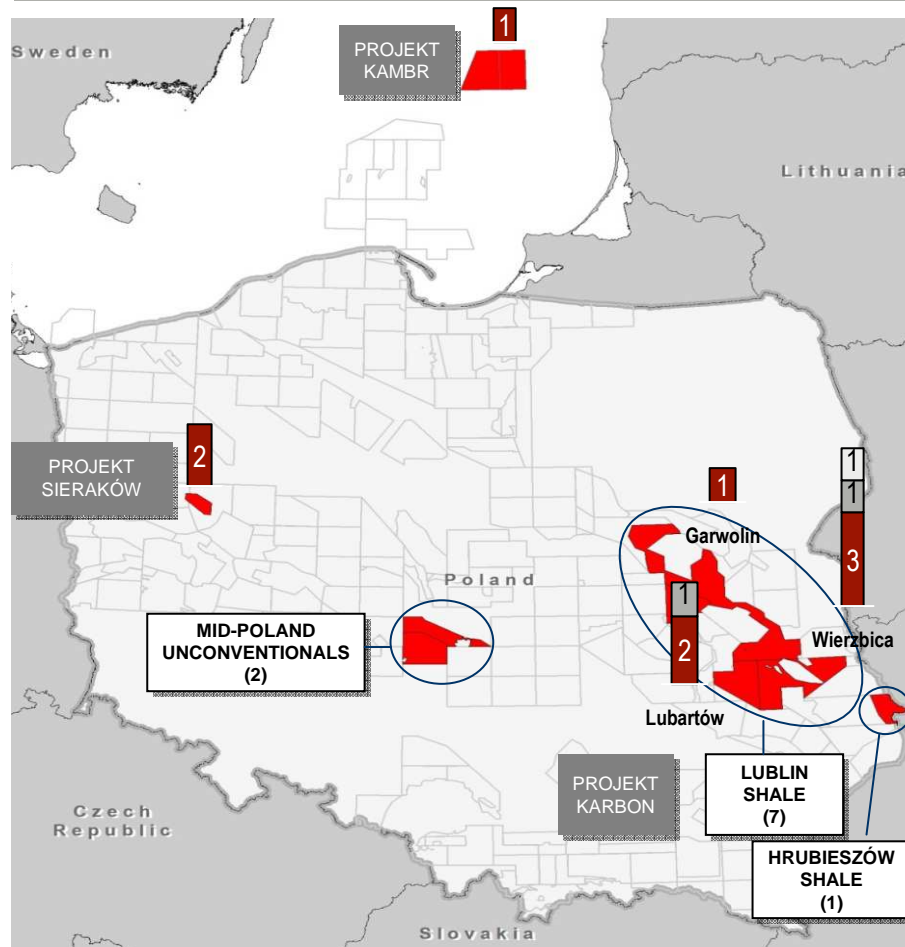 1
Sweden
PROJEKT
KAMBR
Lithuania
2
PROJEKT
SIERAKÓW
1
1
1
3
Garwolin
Poland
1
2
MID-POLAND
UNCONVENTIONALS
(2)
Wierzbica
Lubartów
PROJEKT
KARBON
LUBLIN
SHALE
(7)
Czech
Republic
HRUBIESZÓW
SHALE
(1)
Slovakia